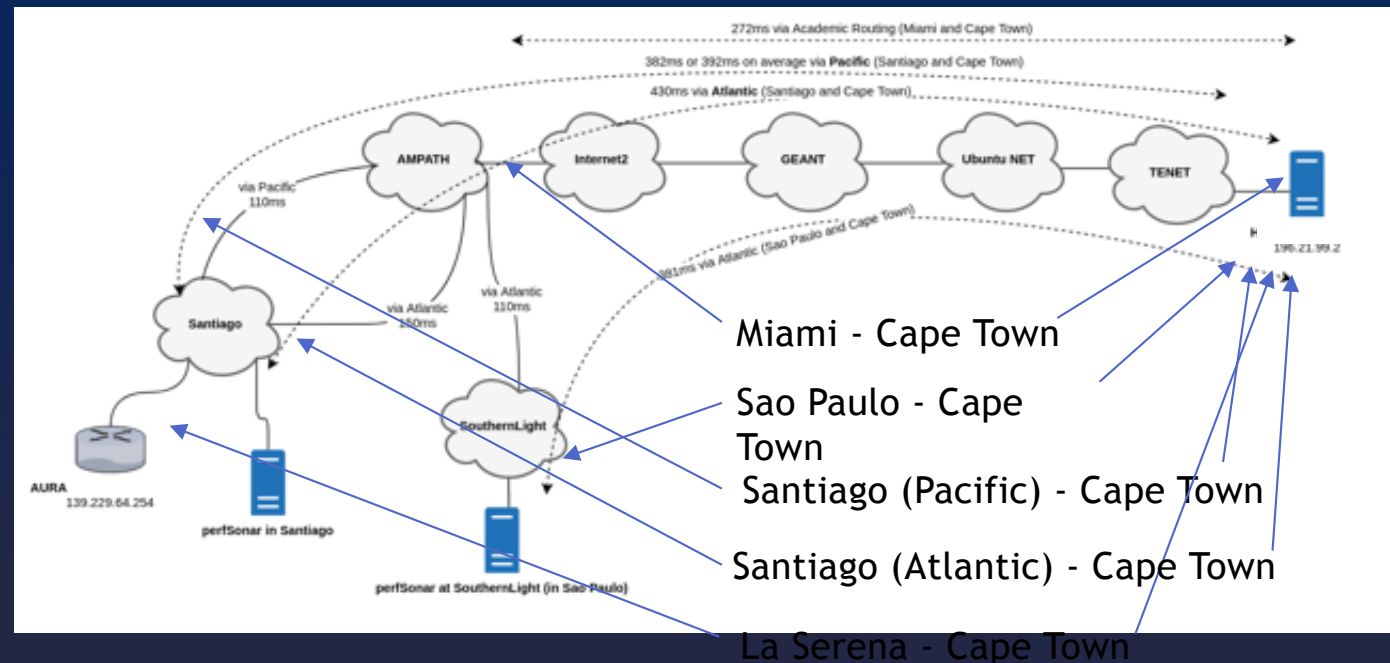 272ms via Academic Routing (Miami and Cape Town)
382ms or 392ms on average via Pacific (Santiago and Cape Town)
430ms via Atlantic (Santiago and Cape Town)
AMPATH
Internet2
GEANT
Ubuntu NET
TENET
via Pacific
110ms
H
196.21.99.2
381ms via Atlantic (Sao Paulo and Cape Town)
via Atlantic
110ms
via Atlantic
150ms
Santiago
Miami - Cape Town
Sao Paulo - Cape
Town
SouthernLight
Santiago (Pacific) - Cape Town
AURA
139.229.64.254
perfSonar in Santiago
Santiago (Atlantic) - Cape Town
perfSonar at SouthernLight (in Sao Paulo)
La Serena - Cape Town